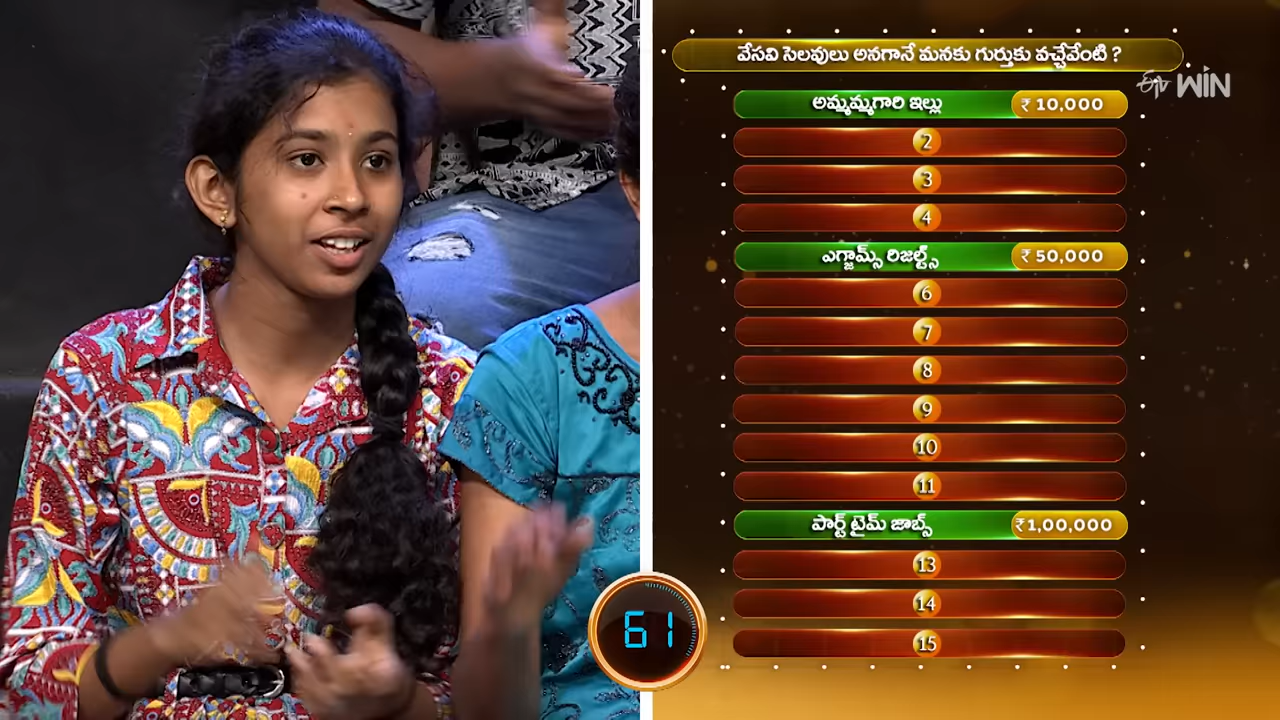 వేసవి సెలవులు అనగానే మనకు గుర్తుకు వచ్చేవేంటి ?
ఈటీవీ WIN
అమ్మమ్మగారి ఇల్లు ₹ 10,000
2
3
4
ఎగ్జామ్స్ రిజల్ట్స్ ₹ 50,000
6
7
8
9
10
11
పార్ట్ టైమ్ జాబ్స్ ₹1,00,000
13
14
15
61